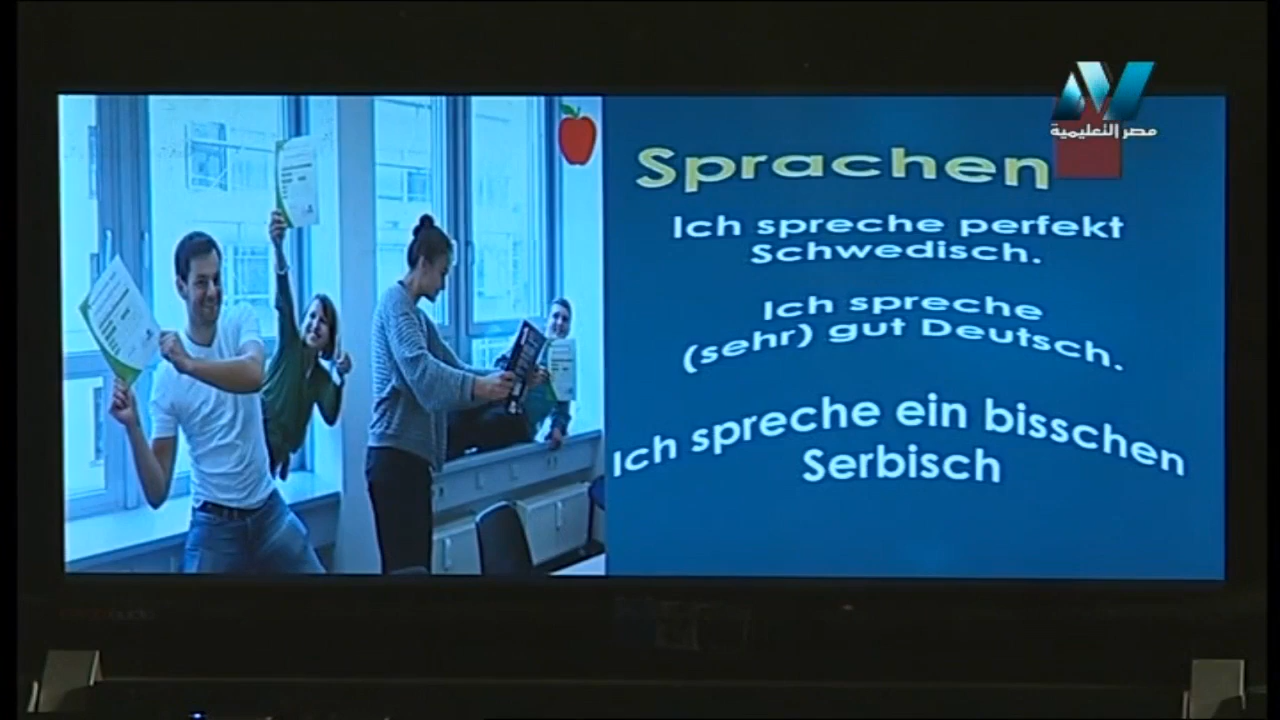 مصر التعليمية
Sprachen
Ich spreche perfekt
Schwedisch.
Ich spreche
(sehr) gut Deutsch.
Ich spreche ein bisschen
Serbisch